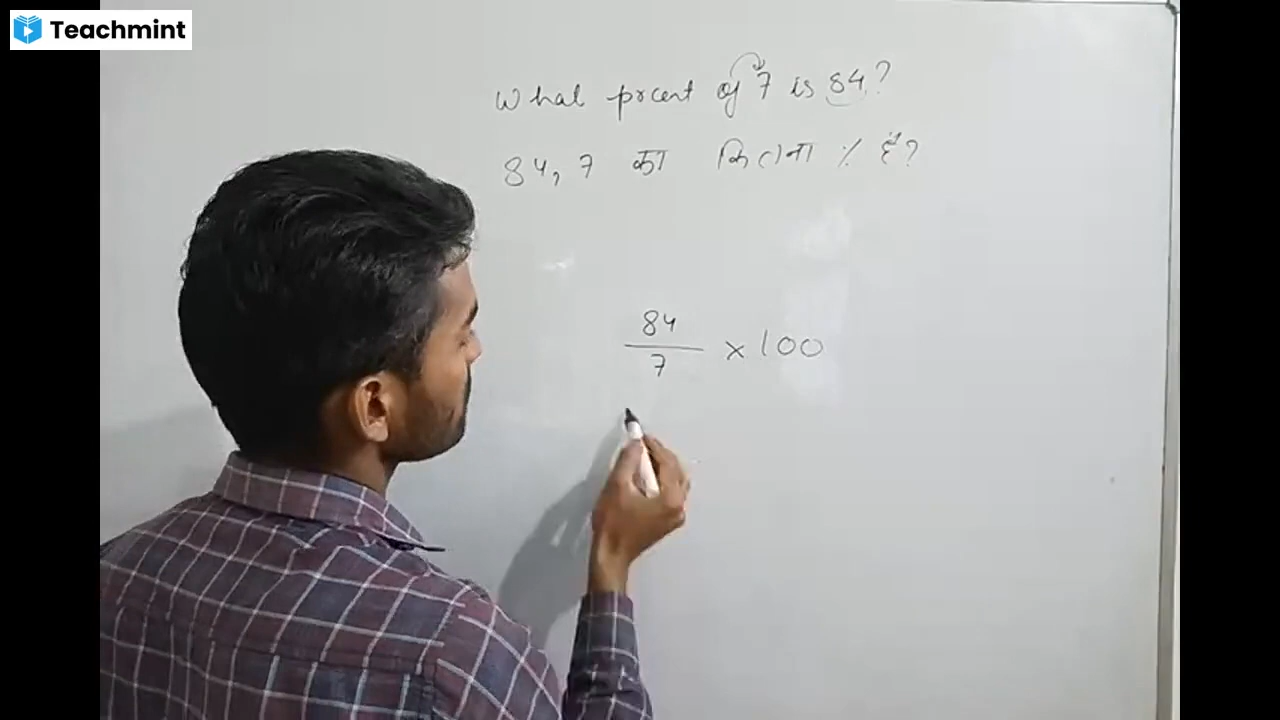 Teachmint
What prcent of 7 is 84?
84, 7 का कितना % है?
84
7
x 100